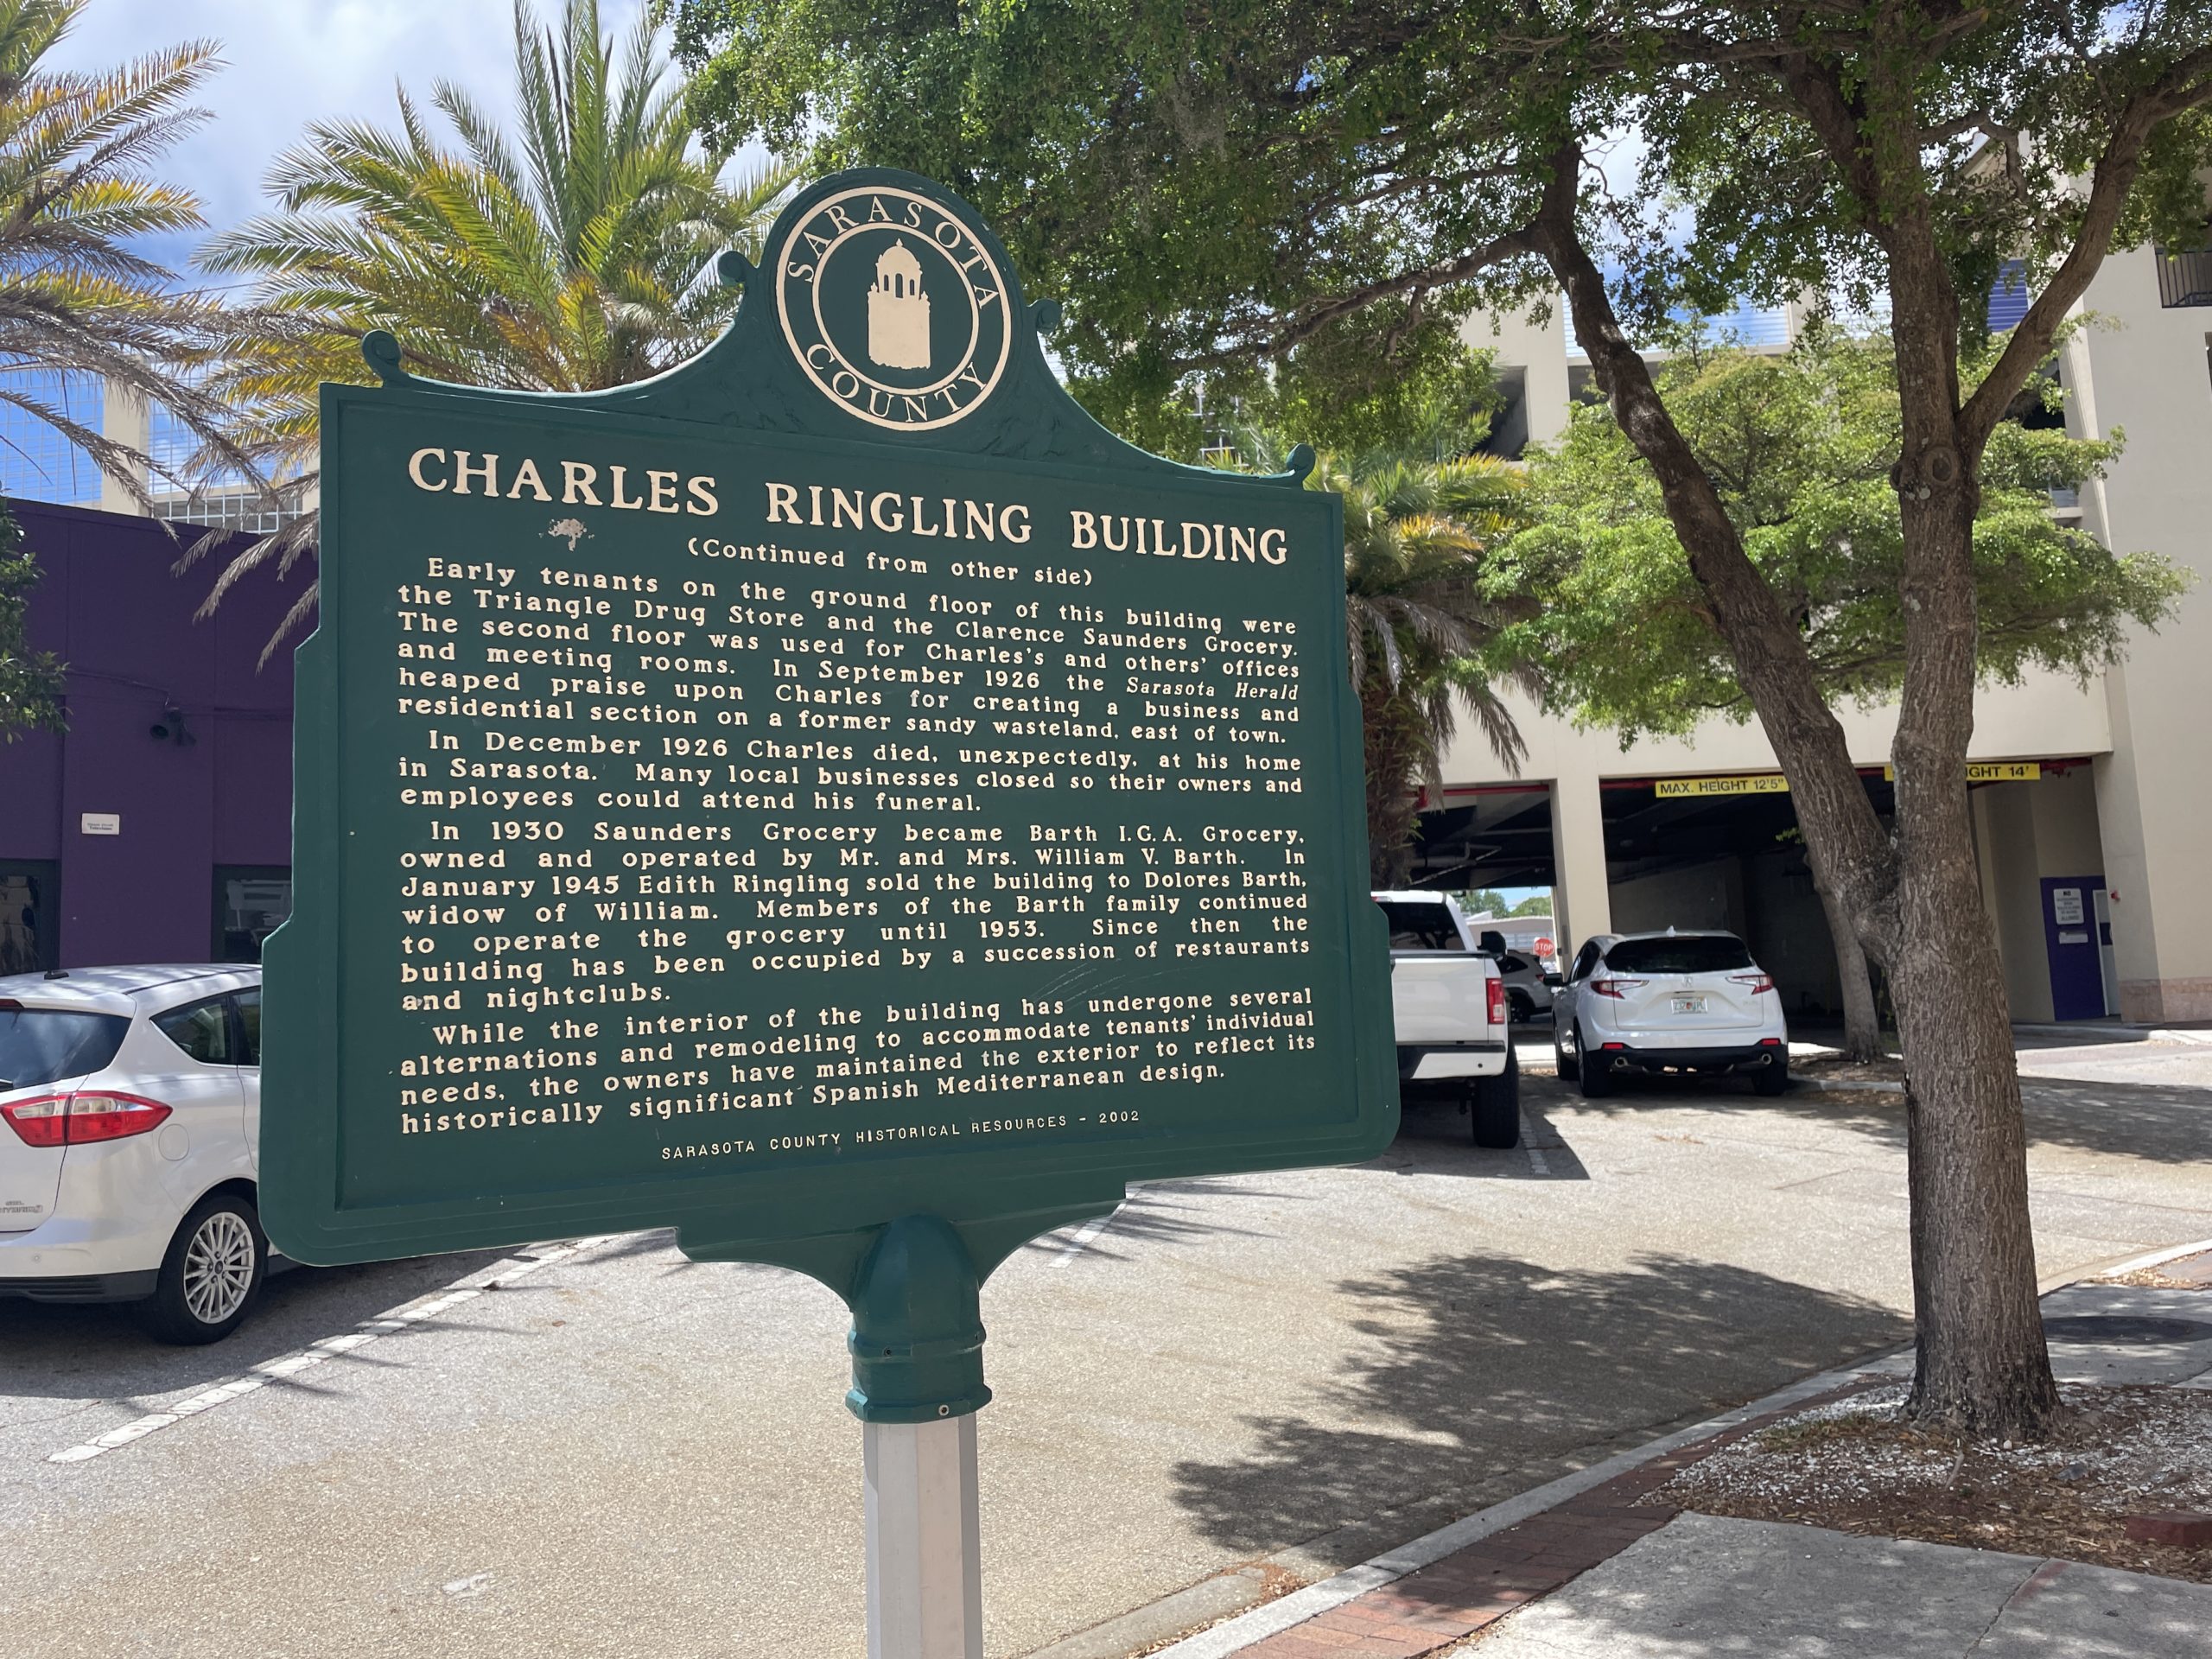 SARASOTA
COUNTY
CHARLES RINGLING BUILDING
(Continued from other side)
Early tenants on the ground floor of this building were
the Triangle Drug Store and the Clarence Saunders Grocery.
The second floor was used for Charles's and others' offices
and meeting rooms. In September 1926 the Sarasota Herald
heaped praise upon Charles for creating a business and
residential section on a former sandy wasteland, east of town.
In December 1926 Charles died, unexpectedly, at his home
in Sarasota. Many local businesses closed so their owners and
employees could attend his funeral.
In 1930 Saunders Grocery became Barth I.G.A. Grocery,
owned and operated by Mr. and Mrs. William V. Barth. In
January 1945 Edith Ringling sold the building to Dolores Barth,
widow of William. Members of the Barth family continued
to operate the grocery until 1953. Since then the
building has been occupied by a succession of restaurants
and nightclubs.
While the interior of the building has undergone several
alternations and remodeling to accommodate tenants' individual
needs, the owners have maintained the exterior to reflect its
historically significant Spanish Mediterranean design.
SARASOTA COUNTY HISTORICAL RESOURCES - 2002
MAX. HEIGHT 12'5"
14'
STOP